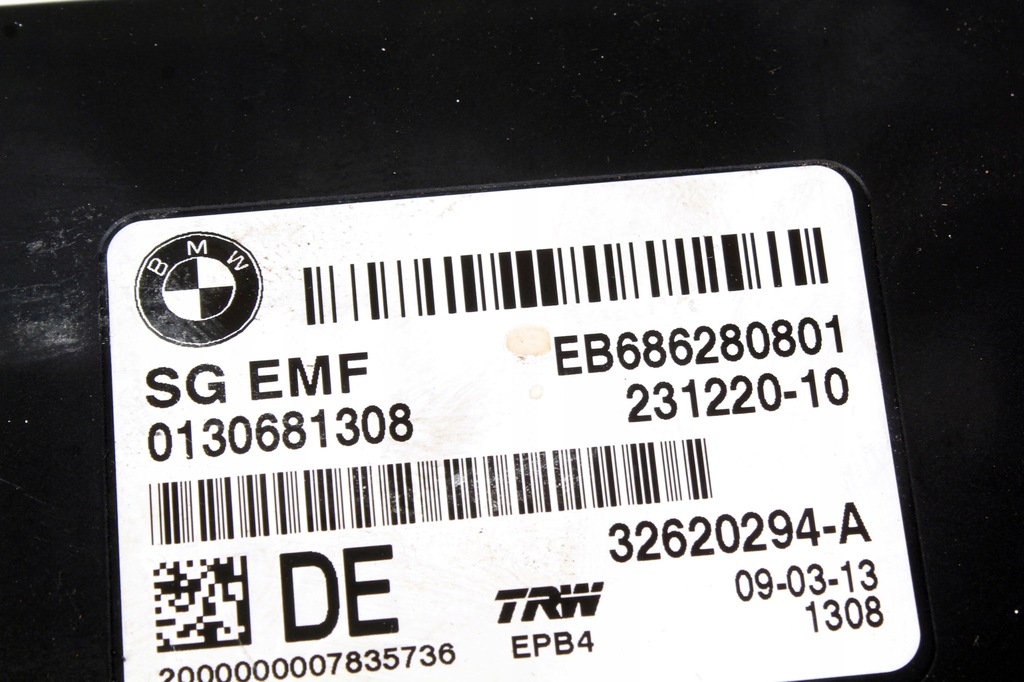 BMW
EB686280801
SG EMF
231220-10
0130681308
32620294-A
DE
09-03-13
TRW
1308
EPB4
2000000007835736